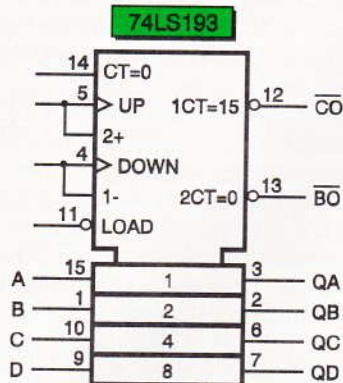 74LS193
14 CT=0
5 UP 1CT=15 12 CO
2+
4 DOWN
1- 2CT=0 13 BO
11 LOAD
A 15 1 3 QA
B 1 2 2 QB
C 10 4 6 QC
D 9 8 7 QD